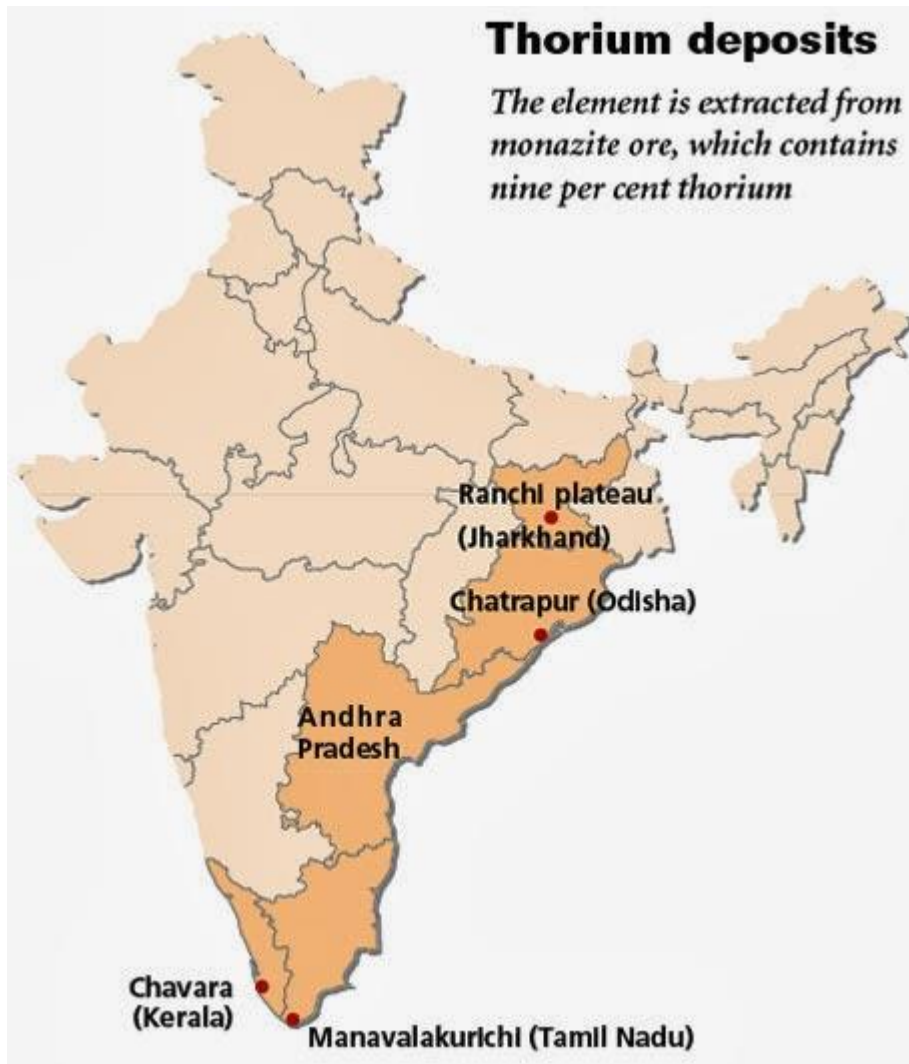 Thorium deposits
The element is extracted from
monazite ore, which contains
nine per cent thorium
Ranchi plateau
(Jharkhand)
Chatrapur (Odisha)
Andhra
Pradesh
Chavara
(Kerala)
Manavalakurichi (Tamil Nadu)